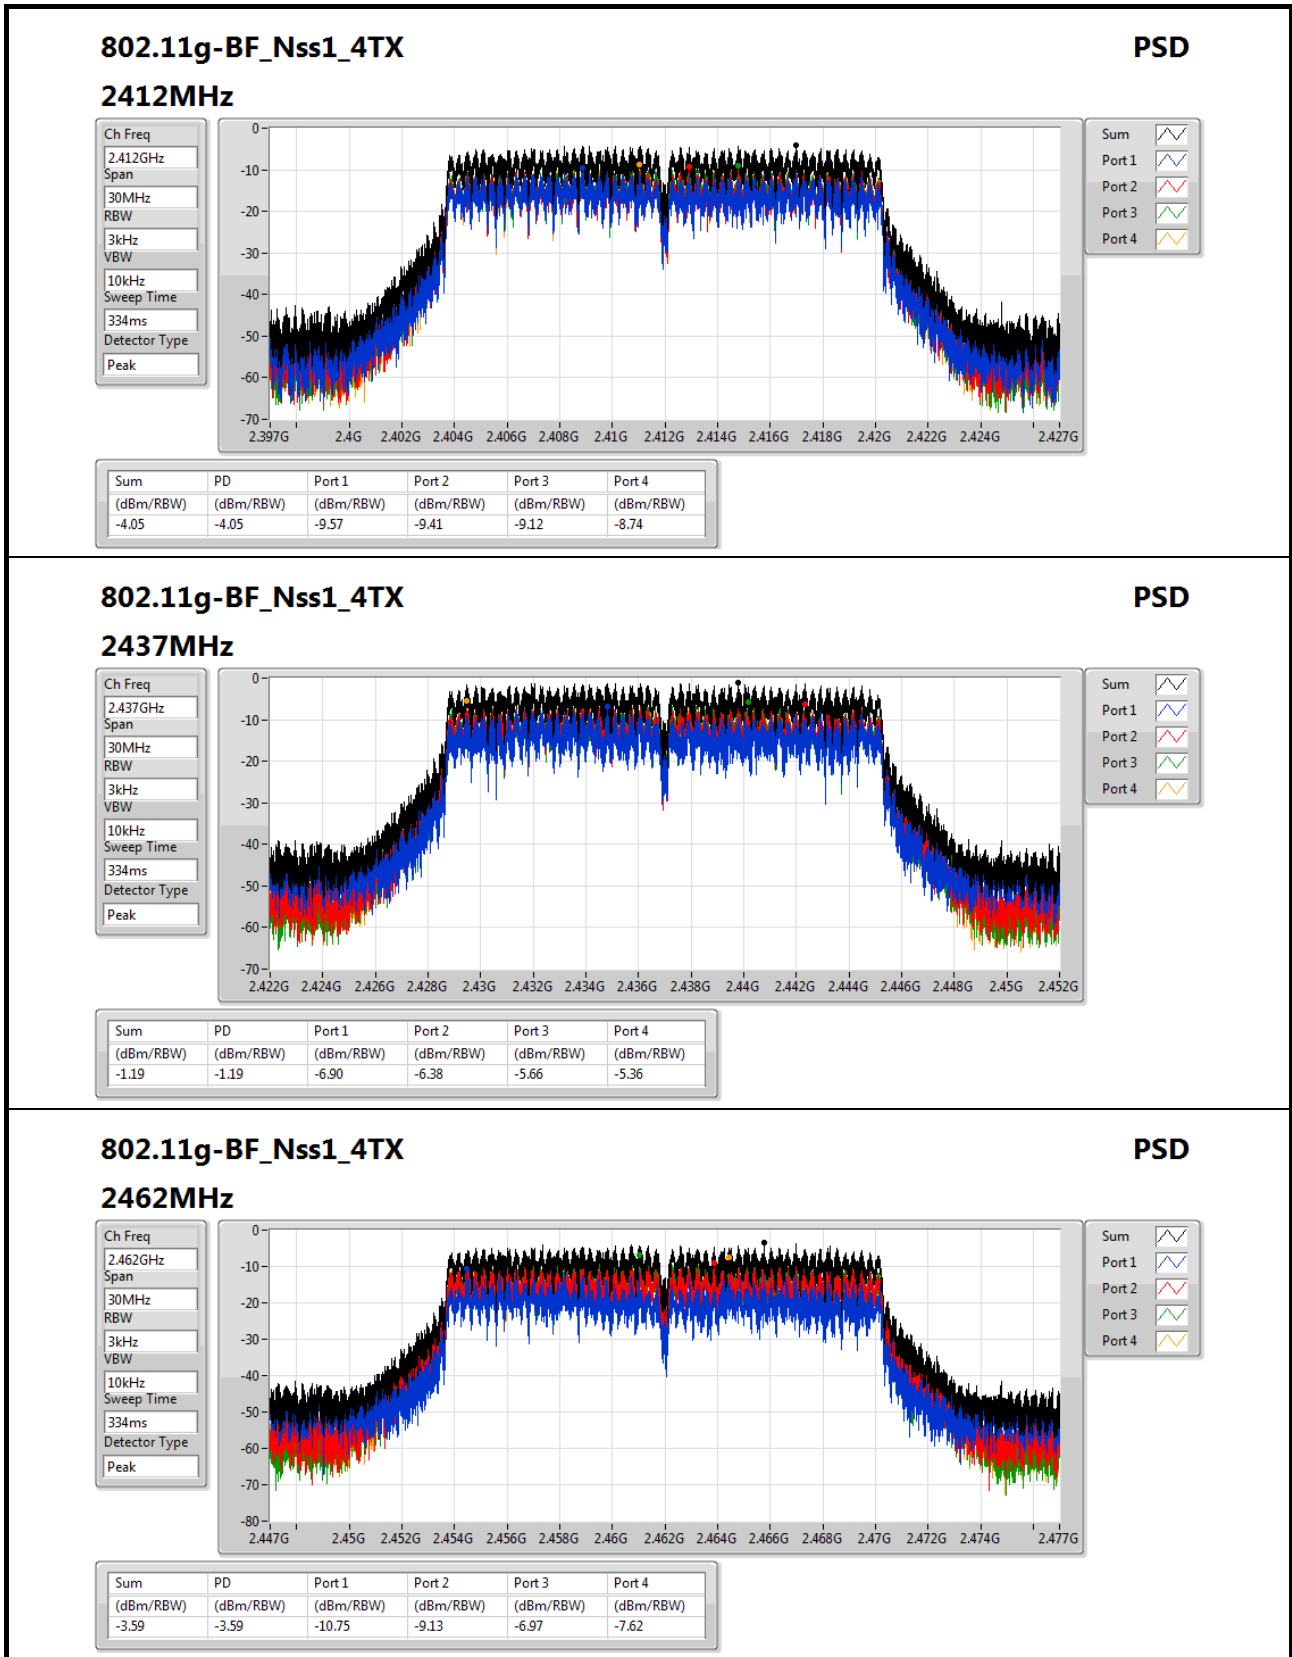 802.11g-BF_Nss1_4TX PSD
2412MHz
Ch Freq
2.412GHz
Span
30MHz
RBW
3kHz
VBW
10kHz
Sweep Time
334ms
Detector Type
Peak
0
-10
-20
-30
-40
-50
-60
-70
2.397G 2.4G 2.402G 2.404G 2.406G 2.408G 2.41G 2.412G 2.414G 2.416G 2.418G 2.42G 2.422G 2.424G 2.427G
Sum
Port 1
Port 2
Port 3
Port 4
Sum PD Port 1 Port 2 Port 3 Port 4
(dBm/RBW) (dBm/RBW) (dBm/RBW) (dBm/RBW) (dBm/RBW) (dBm/RBW)
-4.05 -4.05 -9.57 -9.41 -9.12 -8.74
802.11g-BF_Nss1_4TX PSD
2437MHz
Ch Freq
2.437GHz
Span
30MHz
RBW
3kHz
VBW
10kHz
Sweep Time
334ms
Detector Type
Peak
0
-10
-20
-30
-40
-50
-60
-70
2.422G 2.424G 2.426G 2.428G 2.43G 2.432G 2.434G 2.436G 2.438G 2.44G 2.442G 2.444G 2.446G 2.448G 2.45G 2.452G
Sum
Port 1
Port 2
Port 3
Port 4
Sum PD Port 1 Port 2 Port 3 Port 4
(dBm/RBW) (dBm/RBW) (dBm/RBW) (dBm/RBW) (dBm/RBW) (dBm/RBW)
-1.19 -1.19 -6.90 -6.38 -5.66 -5.36
802.11g-BF_Nss1_4TX PSD
2462MHz
Ch Freq
2.462GHz
Span
30MHz
RBW
3kHz
VBW
10kHz
Sweep Time
334ms
Detector Type
Peak
0
-10
-20
-30
-40
-50
-60
-70
-80
2.447G 2.45G 2.452G 2.454G 2.456G 2.458G 2.46G 2.462G 2.464G 2.466G 2.468G 2.47G 2.472G 2.474G 2.477G
Sum
Port 1
Port 2
Port 3
Port 4
Sum PD Port 1 Port 2 Port 3 Port 4
(dBm/RBW) (dBm/RBW) (dBm/RBW) (dBm/RBW) (dBm/RBW) (dBm/RBW)
-3.59 -3.59 -10.75 -9.13 -6.97 -7.62